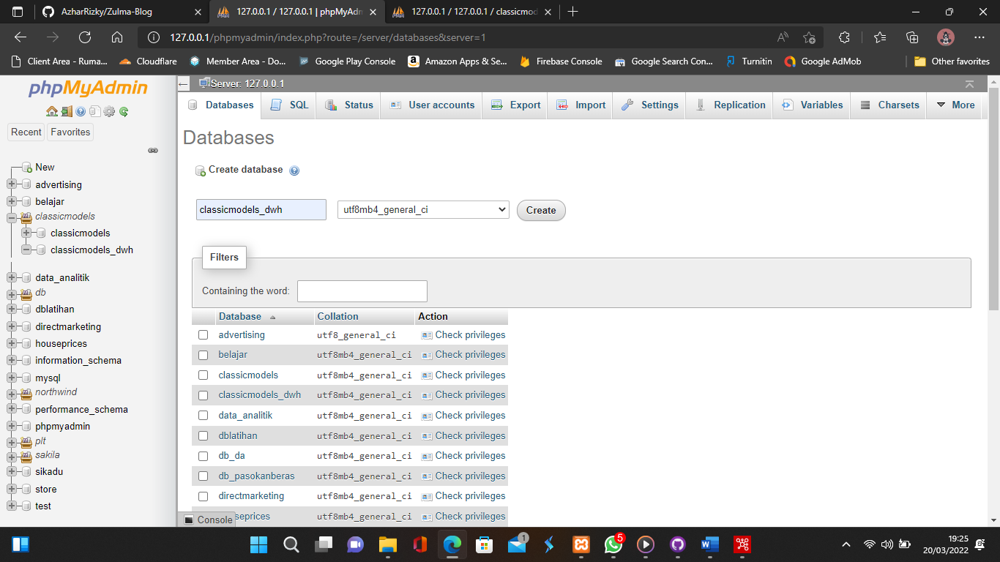 AzharRizky/Zulma-Blog
127.0.0.1 / 127.0.0.1 | phpMyAdm
127.0.0.1 / 127.0.0.1 / classicmod
127.0.0.1/phpmyadmin/index.php?route=/server/databases&server=1
Client Area - Ruma...
Cloudflare
Member Area - Do...
Google Play Console
Amazon Apps & Se...
Firebase Console
Google Search Con...
Turnitin
Google AdMob
Other favorites
phpMyAdmin
Recent
Favorites
New
advertising
belajar
classicmodels
classicmodels
classicmodels_dwh
data_analitik
db
dblatihan
directmarketing
houseprices
information_schema
mysql
northwind
performance_schema
phpmyadmin
plt
sakila
sikadu
store
test
Server: 127.0.0.1
Databases
SQL
Status
User accounts
Export
Import
Settings
Replication
Variables
Charsets
More
Databases
Create database
classicmodels_dwh
utf8mb4_general_ci
Create
Filters
Containing the word:
Database Collation Action
advertising utf8_general_ci Check privileges
belajar utf8mb4_general_ci Check privileges
classicmodels utf8mb4_general_ci Check privileges
classicmodels_dwh utf8mb4_general_ci Check privileges
data_analitik utf8mb4_general_ci Check privileges
dblatihan utf8mb4_general_ci Check privileges
db_da utf8mb4_general_ci Check privileges
db_pasokanberas utf8mb4_general_ci Check privileges
directmarketing utf8mb4_general_ci Check privileges
seprices utf8mb4_general_ci Check privileges
Console
1
5
19:25
20/03/2022